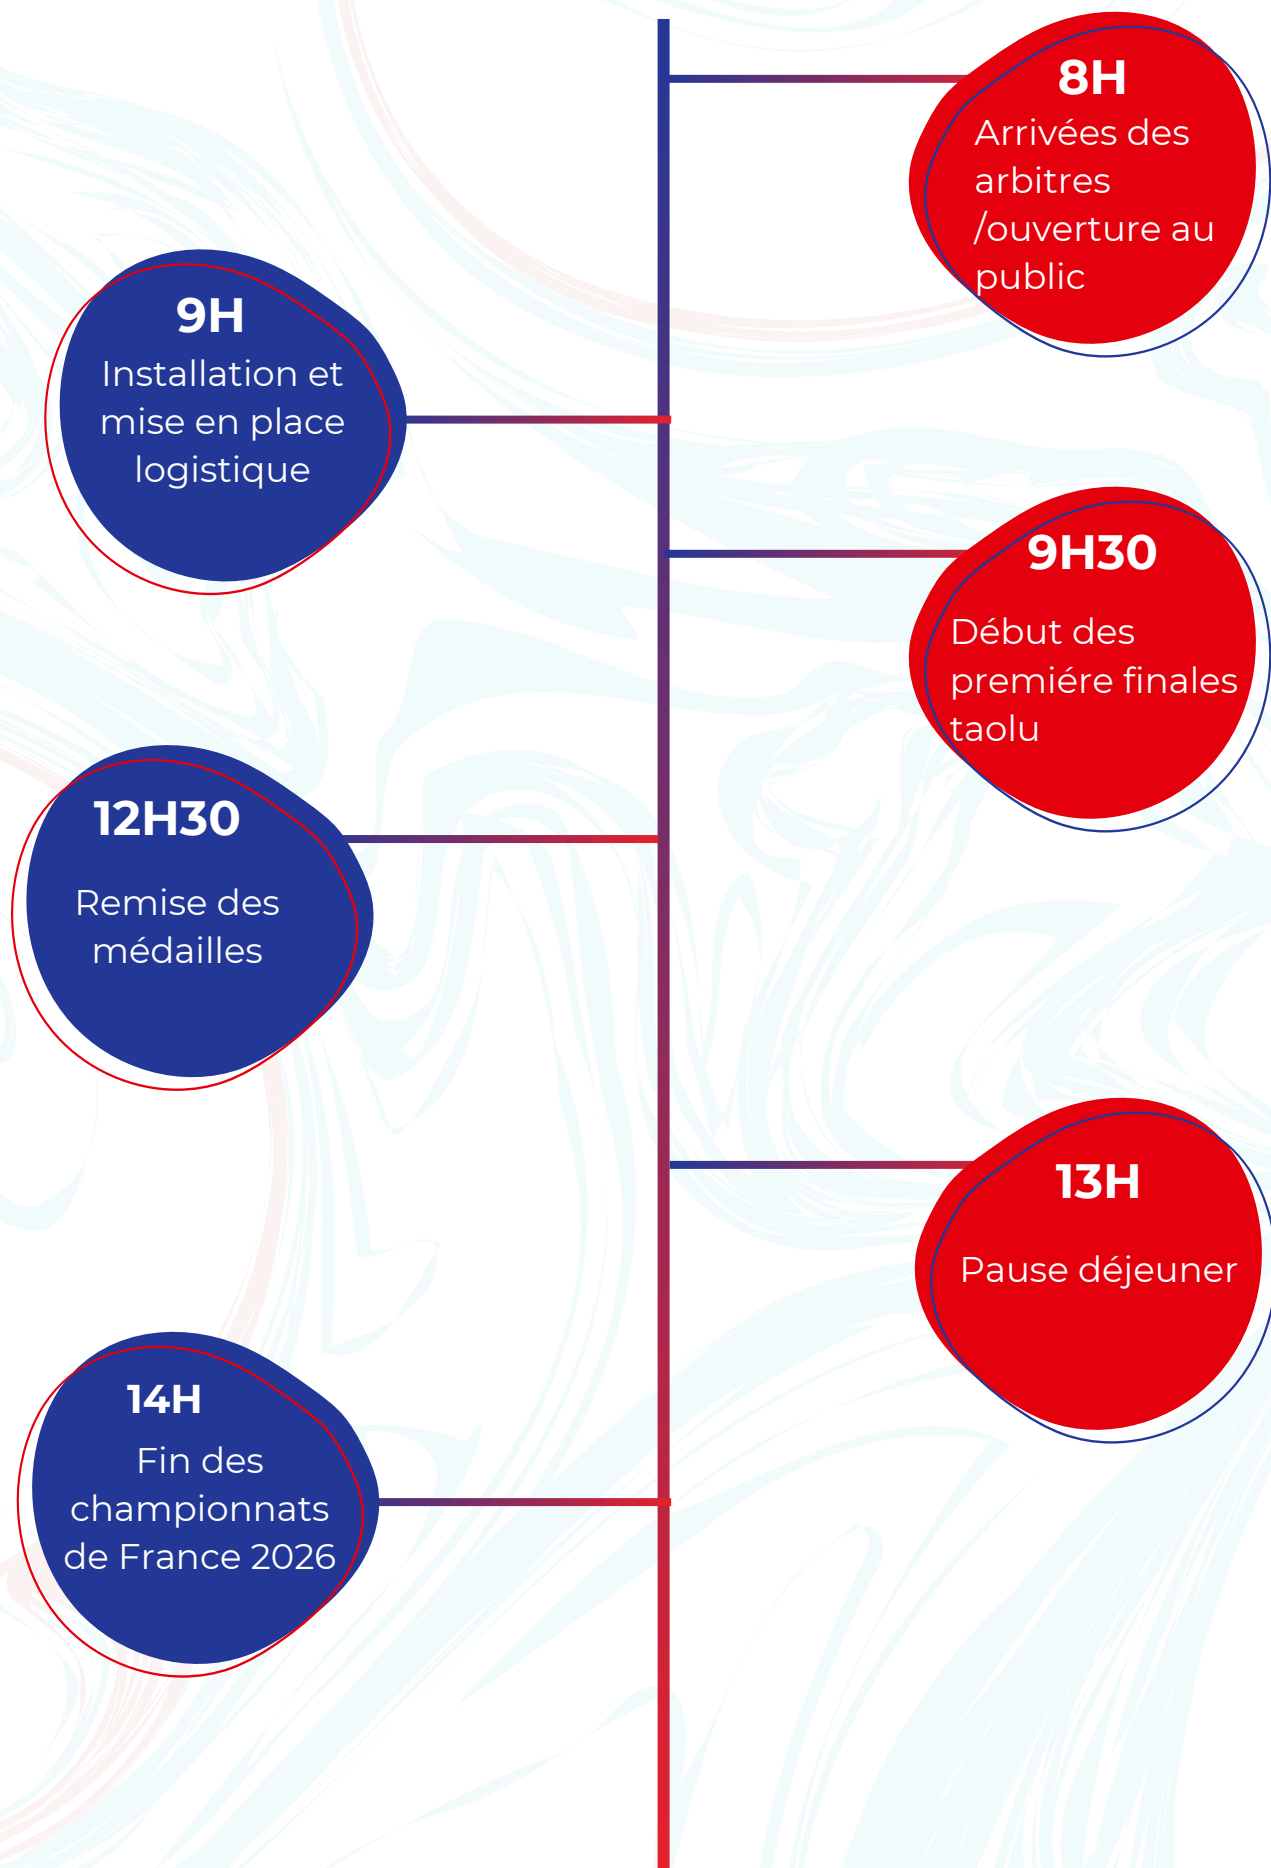 8H
Arrivées des
arbitres
/ouverture au
public
9H
Installation et
mise en place
logistique
9H30
Début des
premiére finales
taolu
12H30
Remise des
médailles
13H
Pause déjeuner
14H
Fin des
championnats
de France 2026